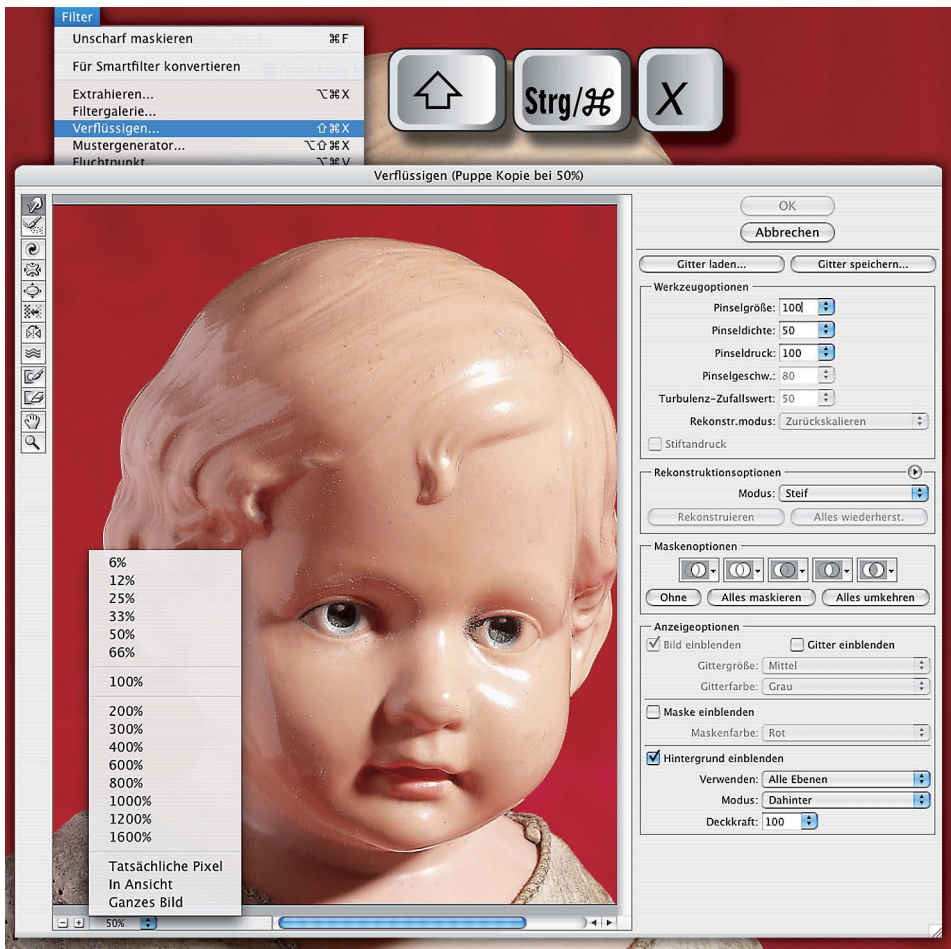 Filter
Unscharf maskieren ⌘F
Für Smartfilter konvertieren
Extrahieren... ⌥⌘X
Filtergalerie...
Verflüssigen... ⇧⌘X
Mustergenerator... ⌥⇧⌘X
Fluchtpunkt ⌥⌘V
Strg/⌘ X
Verflüssigen (Puppe Kopie bei 50%)
OK
Abbrechen
Gitter laden... Gitter speichern...
Werkzeugoptionen
Pinselgröße: 100
Pinseldichte: 50
Pinseldruck: 100
Pinselgeschw.: 80
Turbulenz-Zufallswert: 50
Rekonstr.modus: Zurückskalieren
Stiftandruck
Rekonstruktionsoptionen
Modus: Steif
Rekonstruieren Alles wiederherst.
Maskenoptionen
Ohne Alles maskieren Alles umkehren
Anzeigeoptionen
Bild einblenden Gitter einblenden
Gittergröße: Mittel
Gitterfarbe: Grau
Maske einblenden
Maskenfarbe: Rot
Hintergrund einblenden
Verwenden: Alle Ebenen
Modus: Dahinter
Deckkraft: 100
6%
12%
25%
33%
50%
66%
100%
200%
300%
400%
600%
800%
1000%
1200%
1600%
Tatsächliche Pixel
In Ansicht
Ganzes Bild
50%